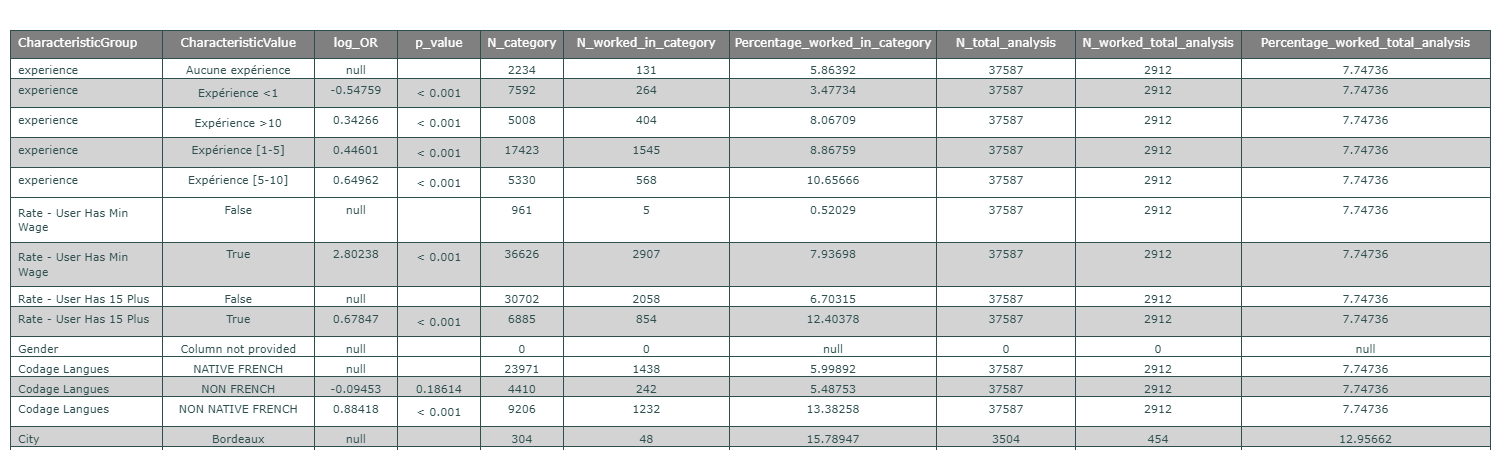 CharacteristicGroup CharacteristicValue log_OR p_value N_category N_worked_in_category Percentage_worked_in_category N_total_analysis N_worked_total_analysis Percentage_worked_total_analysis
experience Aucune expérience null 2234 131 5.86392 37587 2912 7.74736
experience Expérience <1 -0.54759 < 0.001 7592 264 3.47734 37587 2912 7.74736
experience Expérience >10 0.34266 < 0.001 5008 404 8.06709 37587 2912 7.74736
experience Expérience [1-5] 0.44601 < 0.001 17423 1545 8.86759 37587 2912 7.74736
experience Expérience [5-10] 0.64962 < 0.001 5330 568 10.65666 37587 2912 7.74736
Rate - User Has Min False null 961 5 0.52029 37587 2912 7.74736
Wage
Rate - User Has Min True 2.80238 < 0.001 36626 2907 7.93698 37587 2912 7.74736
Wage
Rate - User Has 15 Plus False null 30702 2058 6.70315 37587 2912 7.74736
Rate - User Has 15 Plus True 0.67847 < 0.001 6885 854 12.40378 37587 2912 7.74736
Gender Column not provided null 0 0 null 0 0 null
Codage Langues NATIVE FRENCH null 23971 1438 5.99892 37587 2912 7.74736
Codage Langues NON FRENCH -0.09453 0.18614 4410 242 5.48753 37587 2912 7.74736
Codage Langues NON NATIVE FRENCH 0.88418 < 0.001 9206 1232 13.38258 37587 2912 7.74736
City Bordeaux null 304 48 15.78947 3504 454 12.95662